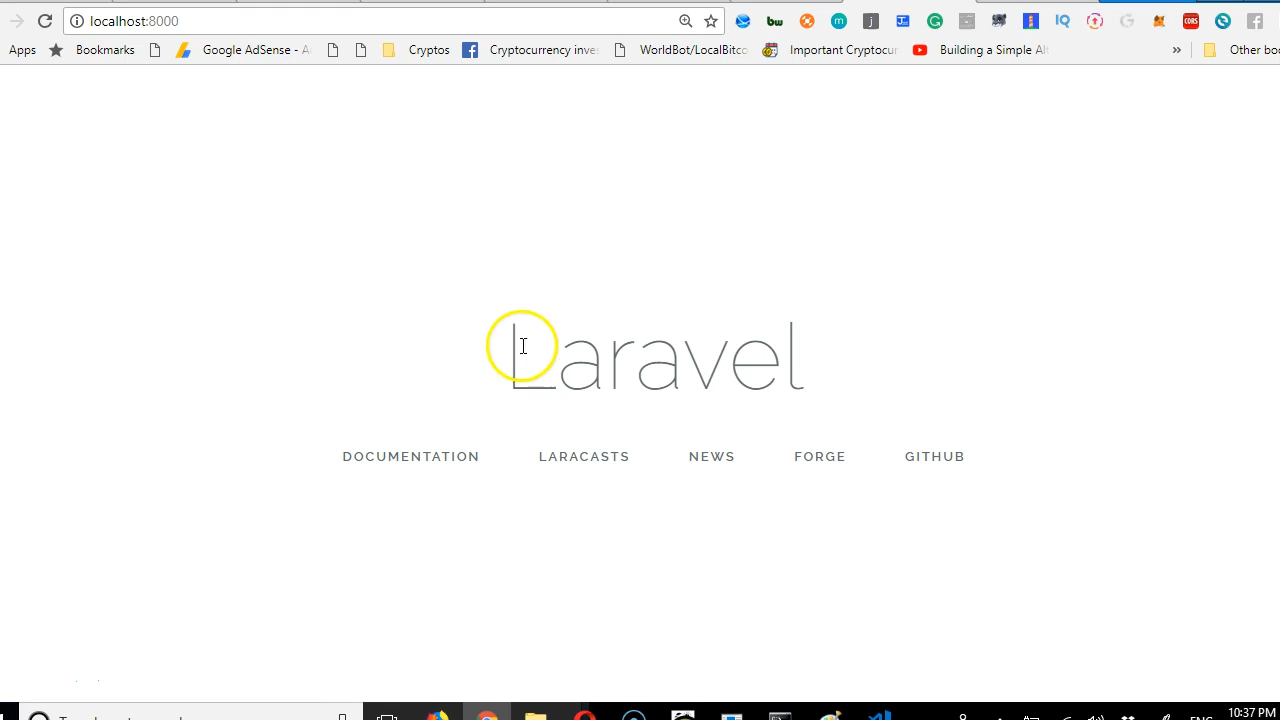 localhost:8000
Apps Bookmarks Google AdSense - A Cryptos Cryptocurrency inve WorldBot/LocalBitco Important Cryptocur Building a Simple Al » Other bo
Laravel
DOCUMENTATION LARACASTS NEWS FORGE GITHUB
10:37 PM